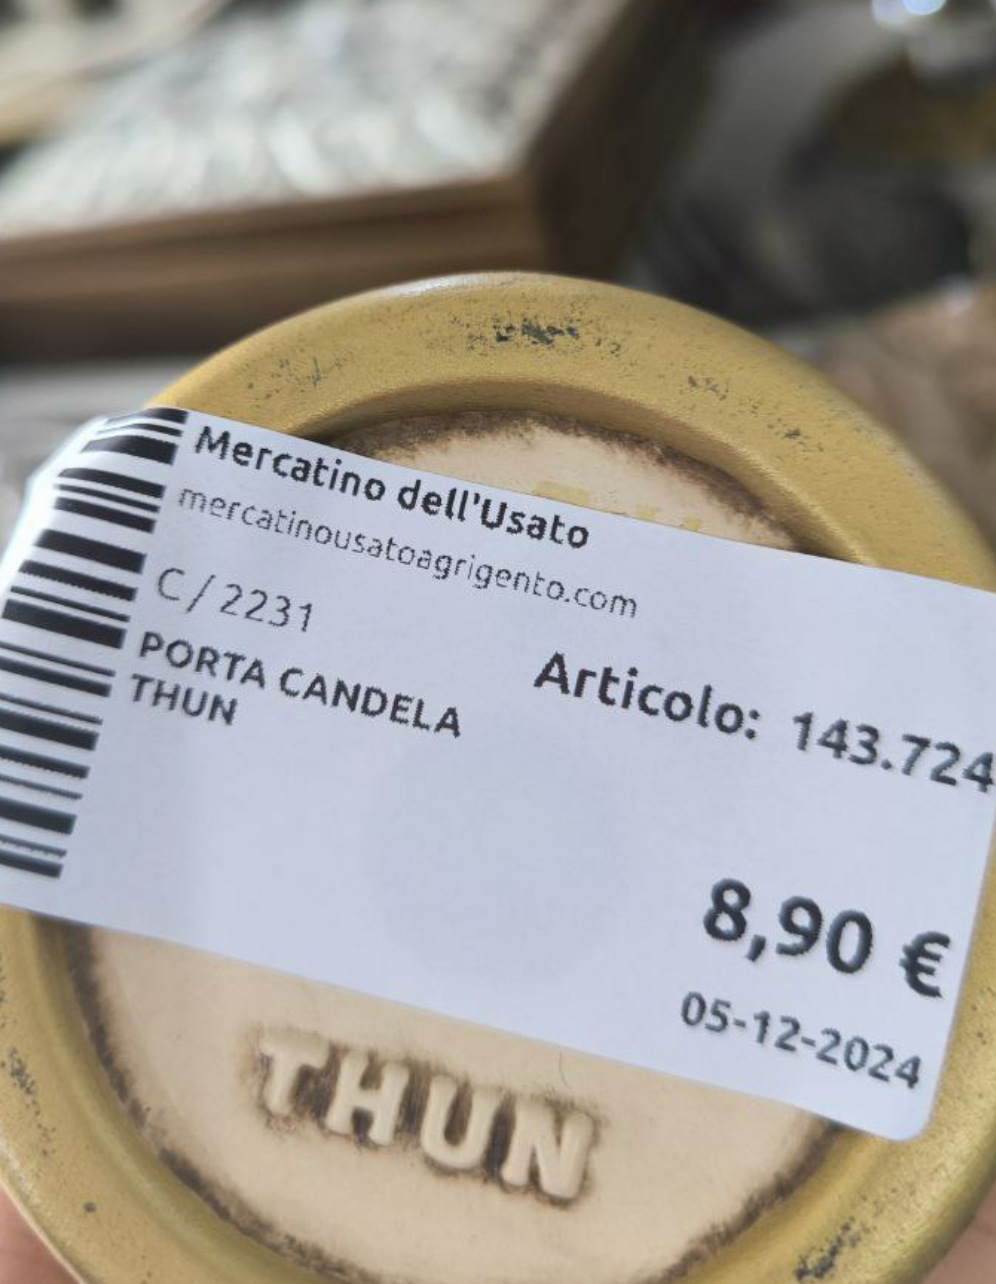 Mercatino dell'Usato
mercatinousatoagrigento.com
C/2231
PORTA CANDELA
THUN
Articolo: 143.724
8,90 €
05-12-2024
THUN